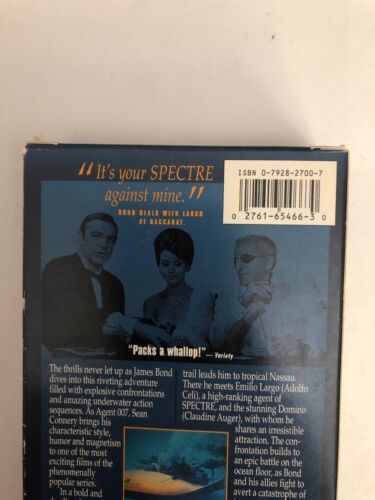 "It's your SPECTRE
against mine."
BOND DEALS WITH LARGO
AT BACCARAT.
ISBN 0-7928-2700-7
0 27616 5466 3
"Packs a whallop!" — Variety
The thrills never let up as James Bond
dives into this riveting adventure
filled with explosive confrontations
and amazing underwater action
sequences. As Agent 007, Sean
Connery brings his
characteristic style,
humor and magnetism
to one of the most
exciting films of the
phenomenally
popular series.
In a bold and
trail leads him to tropical Nassau.
There he meets Emilio Largo (Adolfo
Celi), a high-ranking agent of
SPECTRE, and the stunning Domino
(Claudine Auger), with whom he
shares an irresistible
attraction. The con-
frontation builds to
an epic battle on the
ocean floor, as Bond
and his allies fight to
avert a catastrophe of